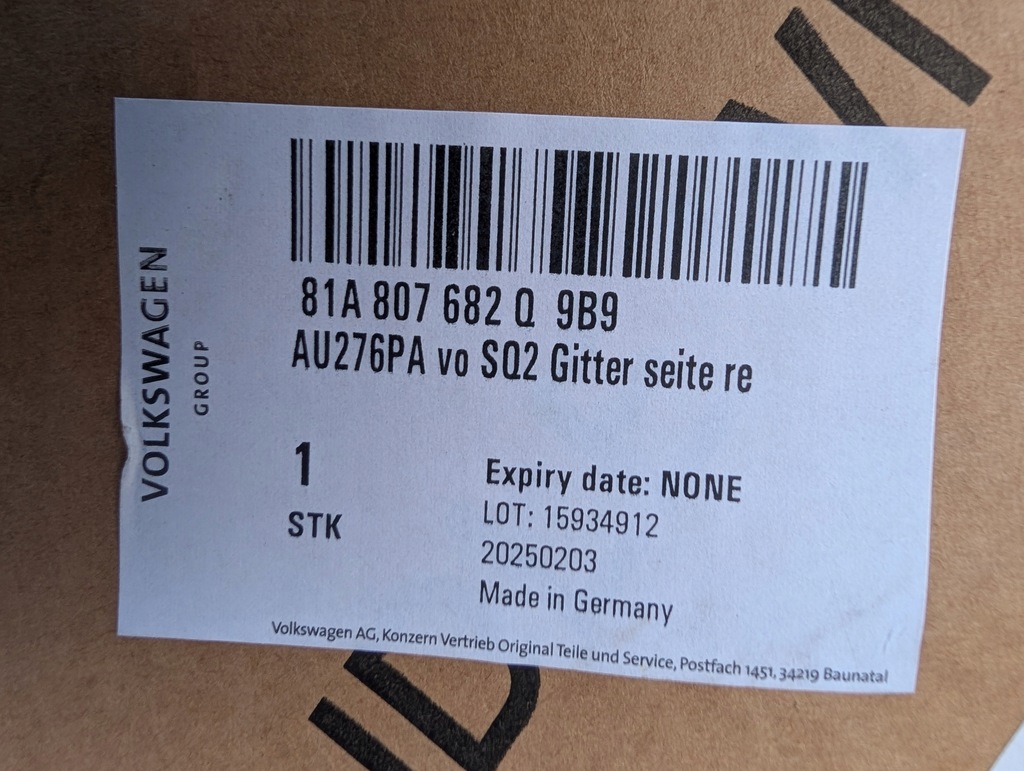 VOLKSWAGEN
GROUP
81A 807 682 Q 9B9
AU276PA vo SQ2 Gitter seite re
1
STK
Expiry date: NONE
LOT: 15934912
20250203
Made in Germany
Volkswagen AG, Konzern Vertrieb Original Teile und Service, Postfach 1451, 34219 Baunatal